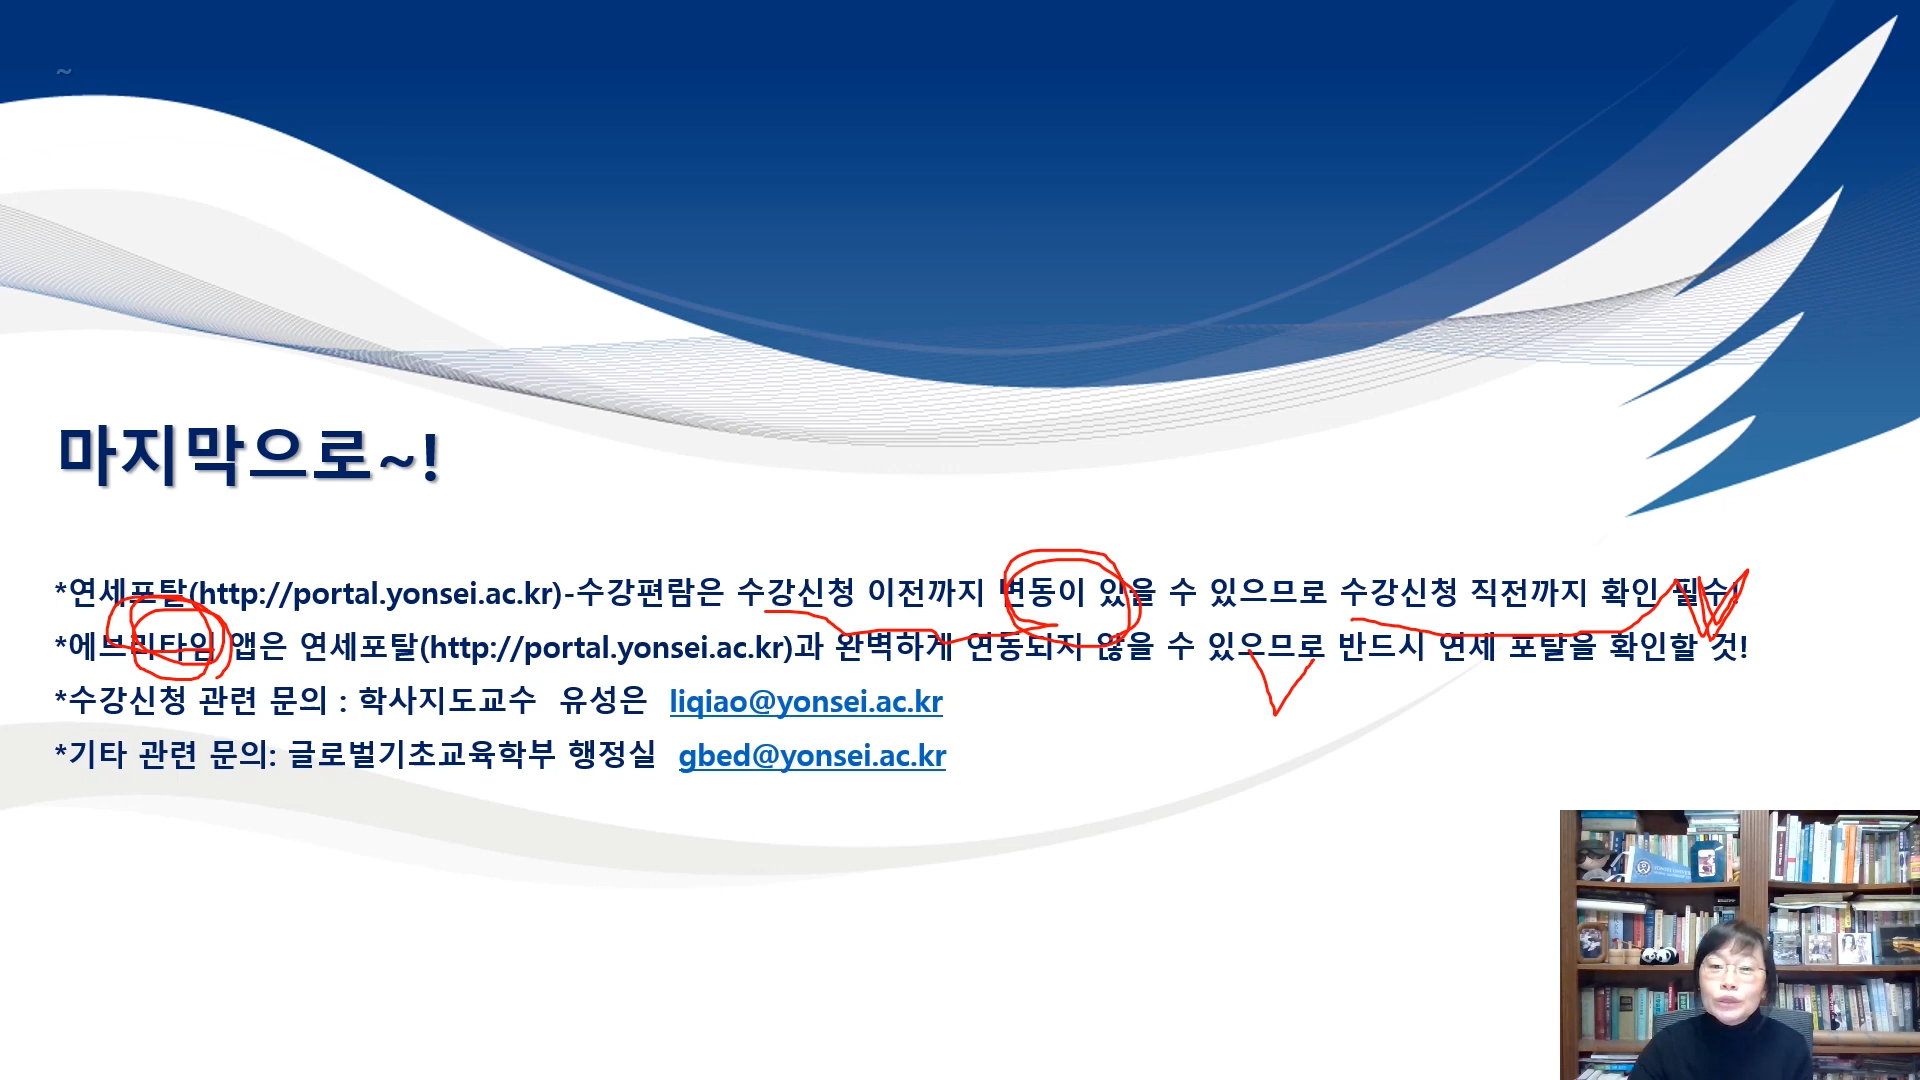 ~
마지막으로~!
*연세포탈(http://portal.yonsei.ac.kr)-수강편람은 수강신청 이전까지 변동이 있을 수 있으므로 수강신청 직전까지 확인 필수!
*에브리타임 앱은 연세포탈(http://portal.yonsei.ac.kr)과 완벽하게 연동되지 않을 수 있으므로 반드시 연세 포탈을 확인할 것!
*수강신청 관련 문의 : 학사지도교수 유성은 liqiao@yonsei.ac.kr
*기타 관련 문의: 글로벌기초교육학부 행정실 gbed@yonsei.ac.kr